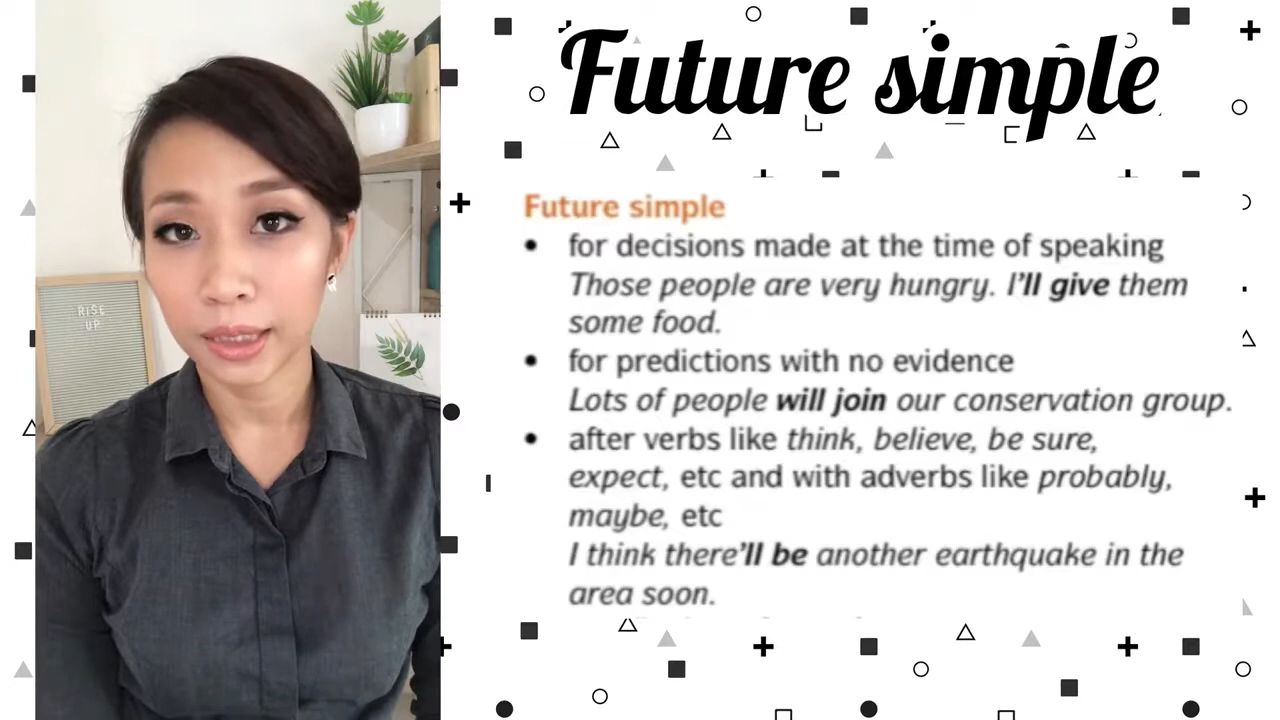 Future simple
RISE
UP
Future simple
• for decisions made at the time of speaking
Those people are very hungry. I'll give them
some food.
• for predictions with no evidence
Lots of people will join our conservation group.
• after verbs like think, believe, be sure,
expect, etc and with adverbs like probably,
maybe, etc
I think there'll be another earthquake in the
area soon.